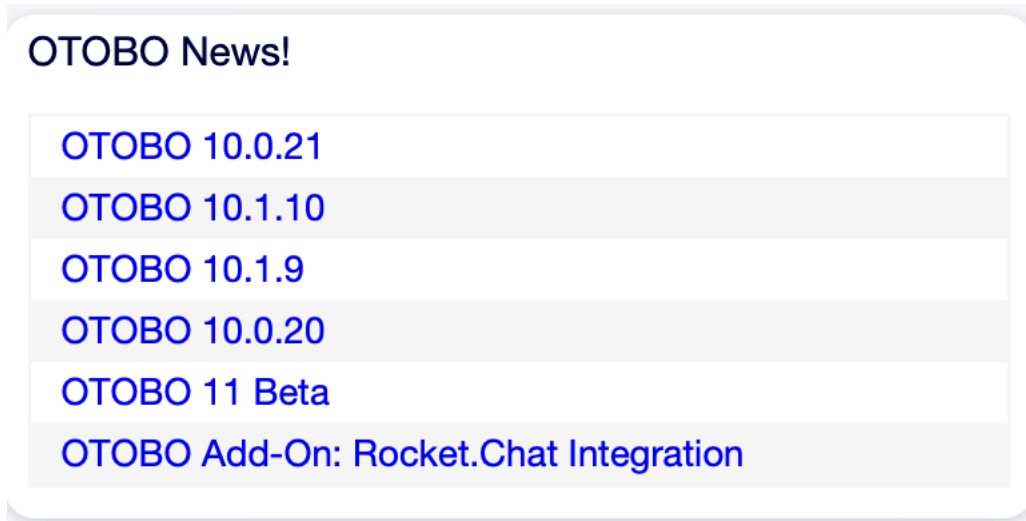 OTOBO News!
OTOBO 10.0.21
OTOBO 10.1.10
OTOBO 10.1.9
OTOBO 10.0.20
OTOBO 11 Beta
OTOBO Add-On: Rocket.Chat Integration